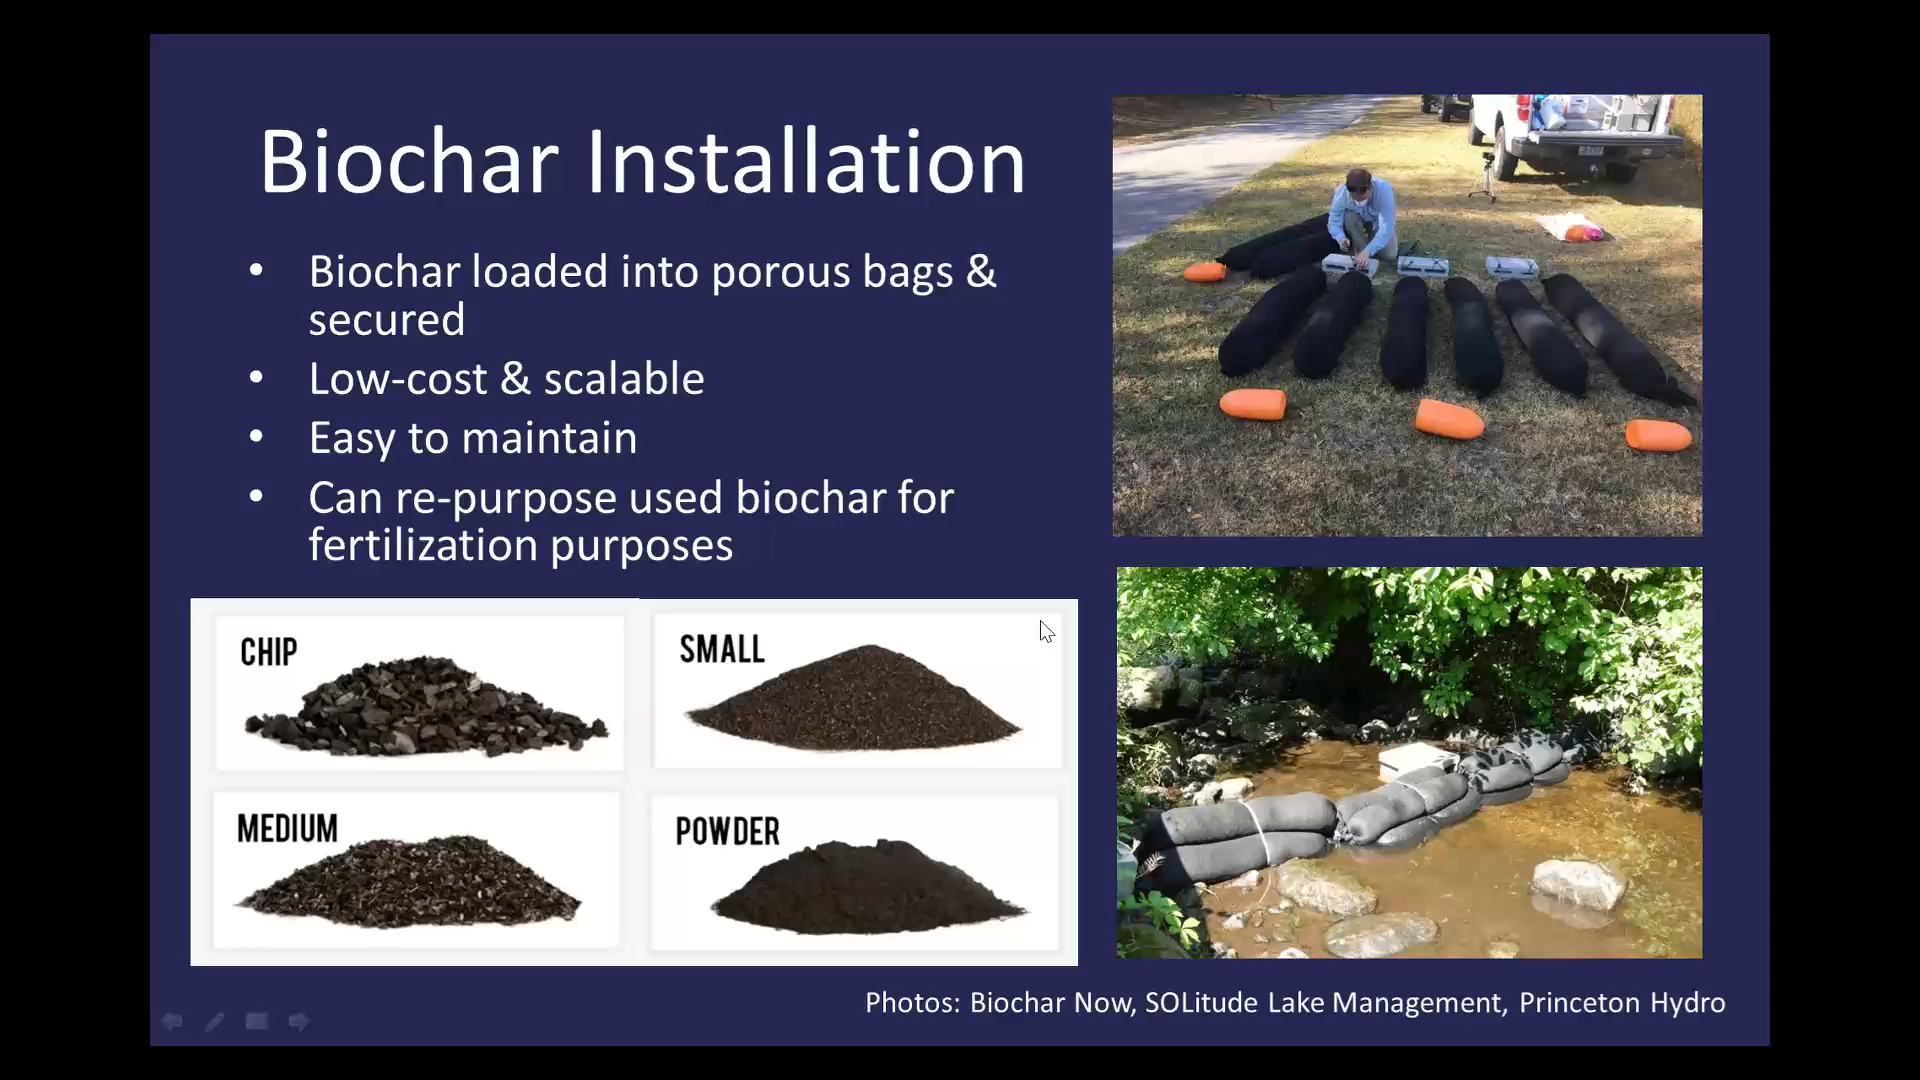 Biochar Installation
• Biochar loaded into porous bags &
secured
• Low-cost & scalable
• Easy to maintain
• Can re-purpose used biochar for
fertilization purposes
CHIP
SMALL
MEDIUM
POWDER
Photos: Biochar Now, SOLitude Lake Management, Princeton Hydro